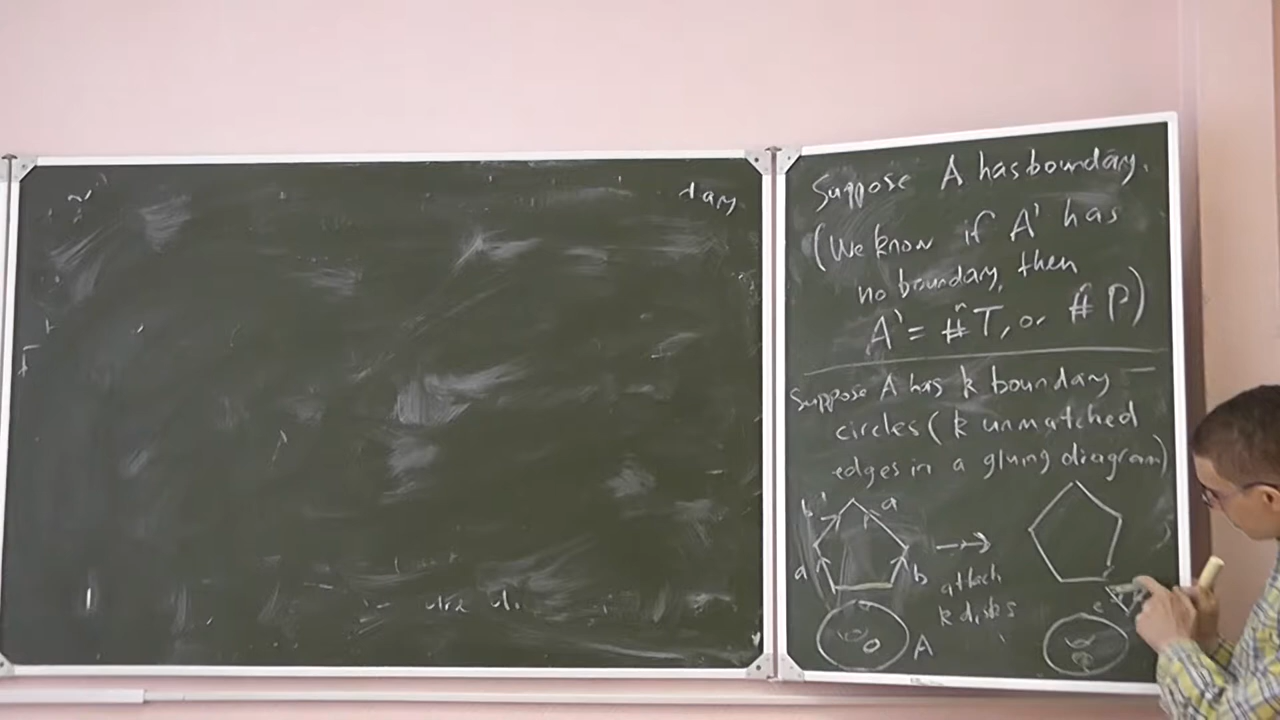 Suppose A has boundary.
(We know if A' has
no boundary, then
A' = #ⁿ T, or #ⁿ P)
Suppose A has k boundary
circles (k unmatched
edges in a gluing diagram)
b a
a b
attach
k disks
A
c